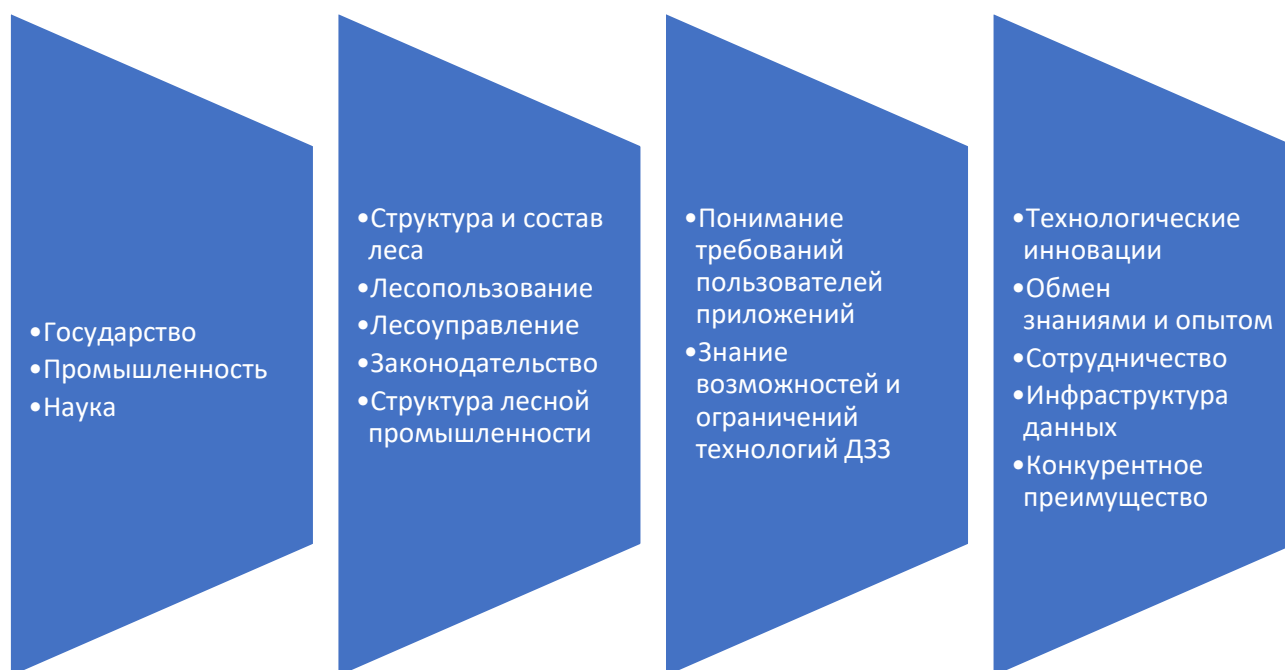 •Государство
•Промышленность
•Наука
•Структура и состав
леса
•Лесопользование
•Лесоуправление
•Законодательство
•Структура лесной
промышленности
•Понимание
требований
пользователей
приложений
•Знание
возможностей и
ограничений
технологий ДЗЗ
•Технологические
инновации
•Обмен
знаниями и опытом
•Сотрудничество
•Инфраструктура
данных
•Конкурентное
преимущество